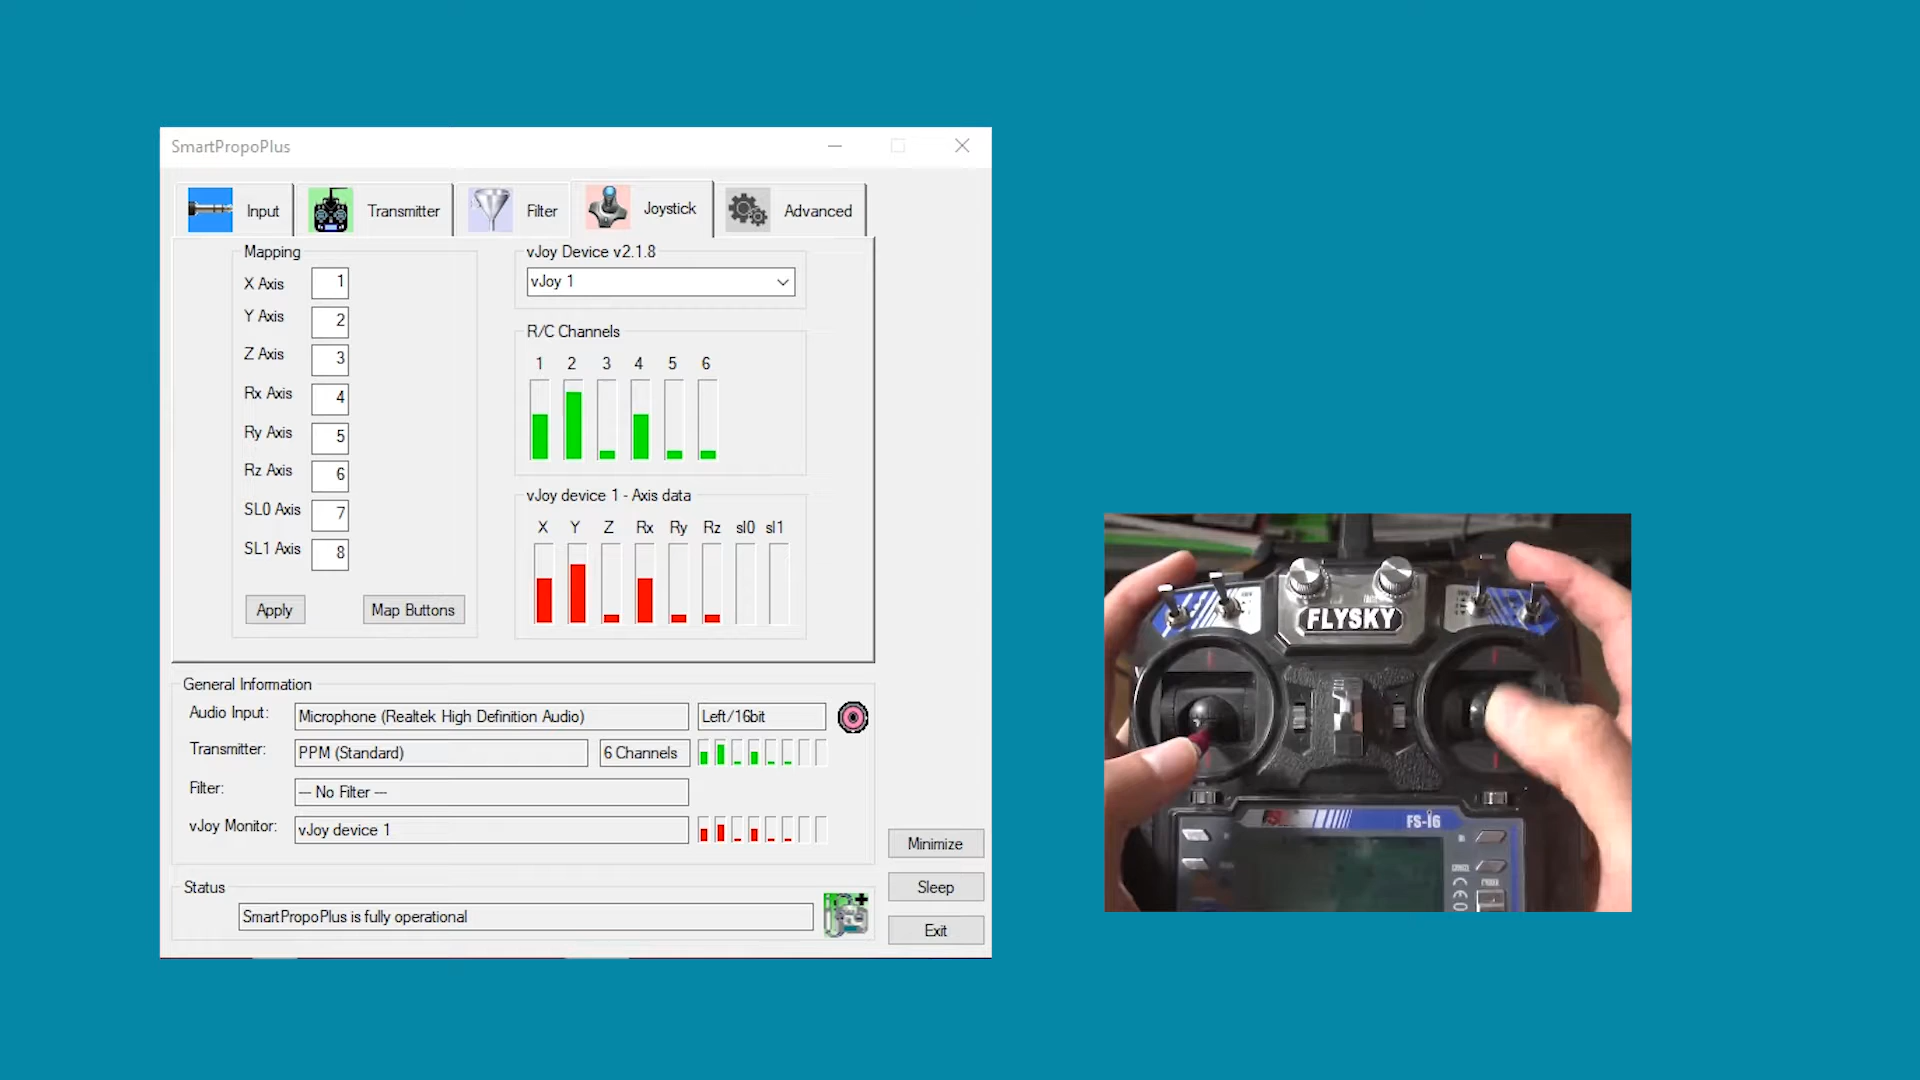 SmartPropoPlus
Input
Transmitter
Filter
Joystick
Advanced
Mapping
X Axis 1
Y Axis 2
Z Axis 3
Rx Axis 4
Ry Axis 5
Rz Axis 6
SL0 Axis 7
SL1 Axis 8
Apply
Map Buttons
vJoy Device v2.1.8
vJoy 1
R/C Channels
1 2 3 4 5 6
vJoy device 1 - Axis data
X Y Z Rx Ry Rz sl0 sl1
General Information
Audio Input: Microphone (Realtek High Definition Audio) Left/16bit
Transmitter: PPM (Standard) 6 Channels
Filter: --- No Filter ---
vJoy Monitor: vJoy device 1
Status
SmartPropoPlus is fully operational
Minimize
Sleep
Exit
FLYSKY
FS-i6